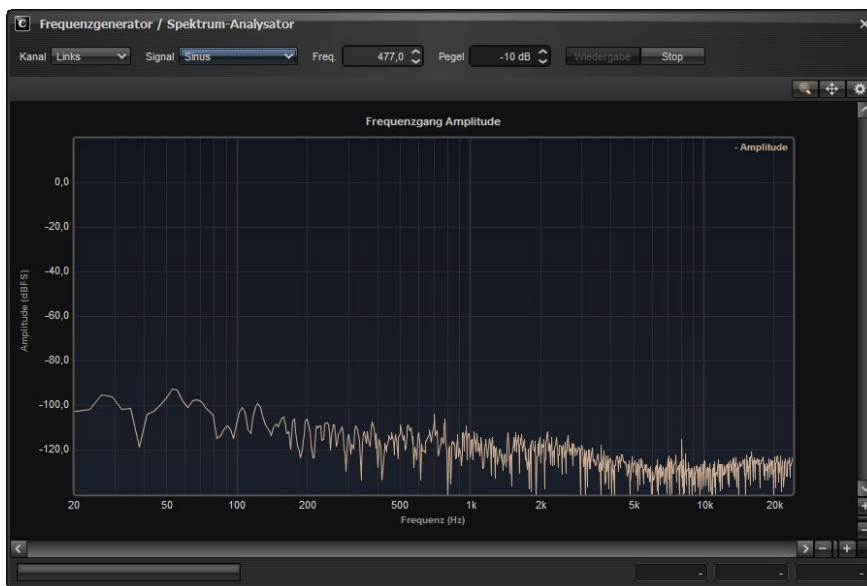 Frequenzgenerator / Spektrum-Analysator
Kanal Links Signal Sinus Freq. 477,0 Pegel -10 dB Wiedergabe Stop
Frequenzgang Amplitude
- Amplitude
0,0
-20,0
-40,0
-60,0
-80,0
-100,0
-120,0
Amplitude (dBFS)
20 50 100 200 500 1k 2k 5k 10k 20k
Frequenz (Hz)